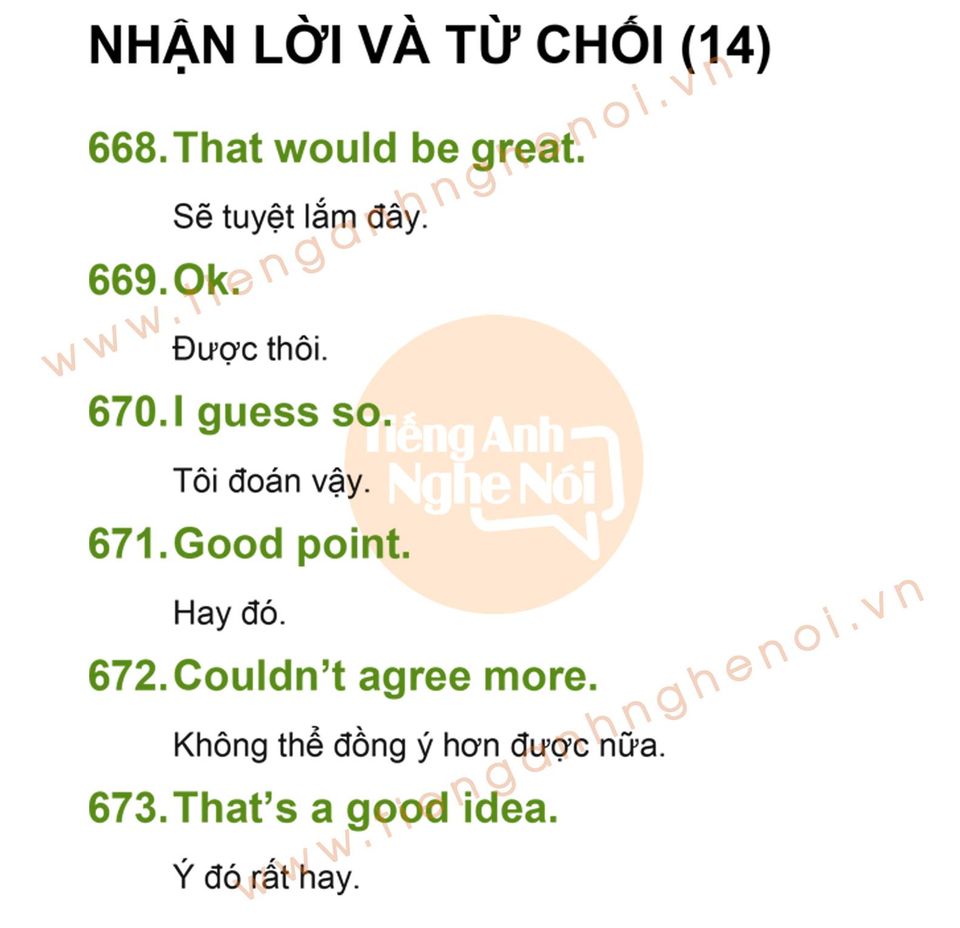 NHẬN LỜI VÀ TỪ CHỐI (14)
668. That would be great.
Sẽ tuyệt lắm đây.
669. Ok.
Được thôi.
670. I guess so.
Tôi đoán vậy.
671. Good point.
Hay đó.
672. Couldn’t agree more.
Không thể đồng ý hơn được nữa.
673. That’s a good idea.
Ý đó rất hay.
Tiếng Anh
Nghe Nói
www.tienganhnghenoi.vn
www.tienganhnghenoi.vn